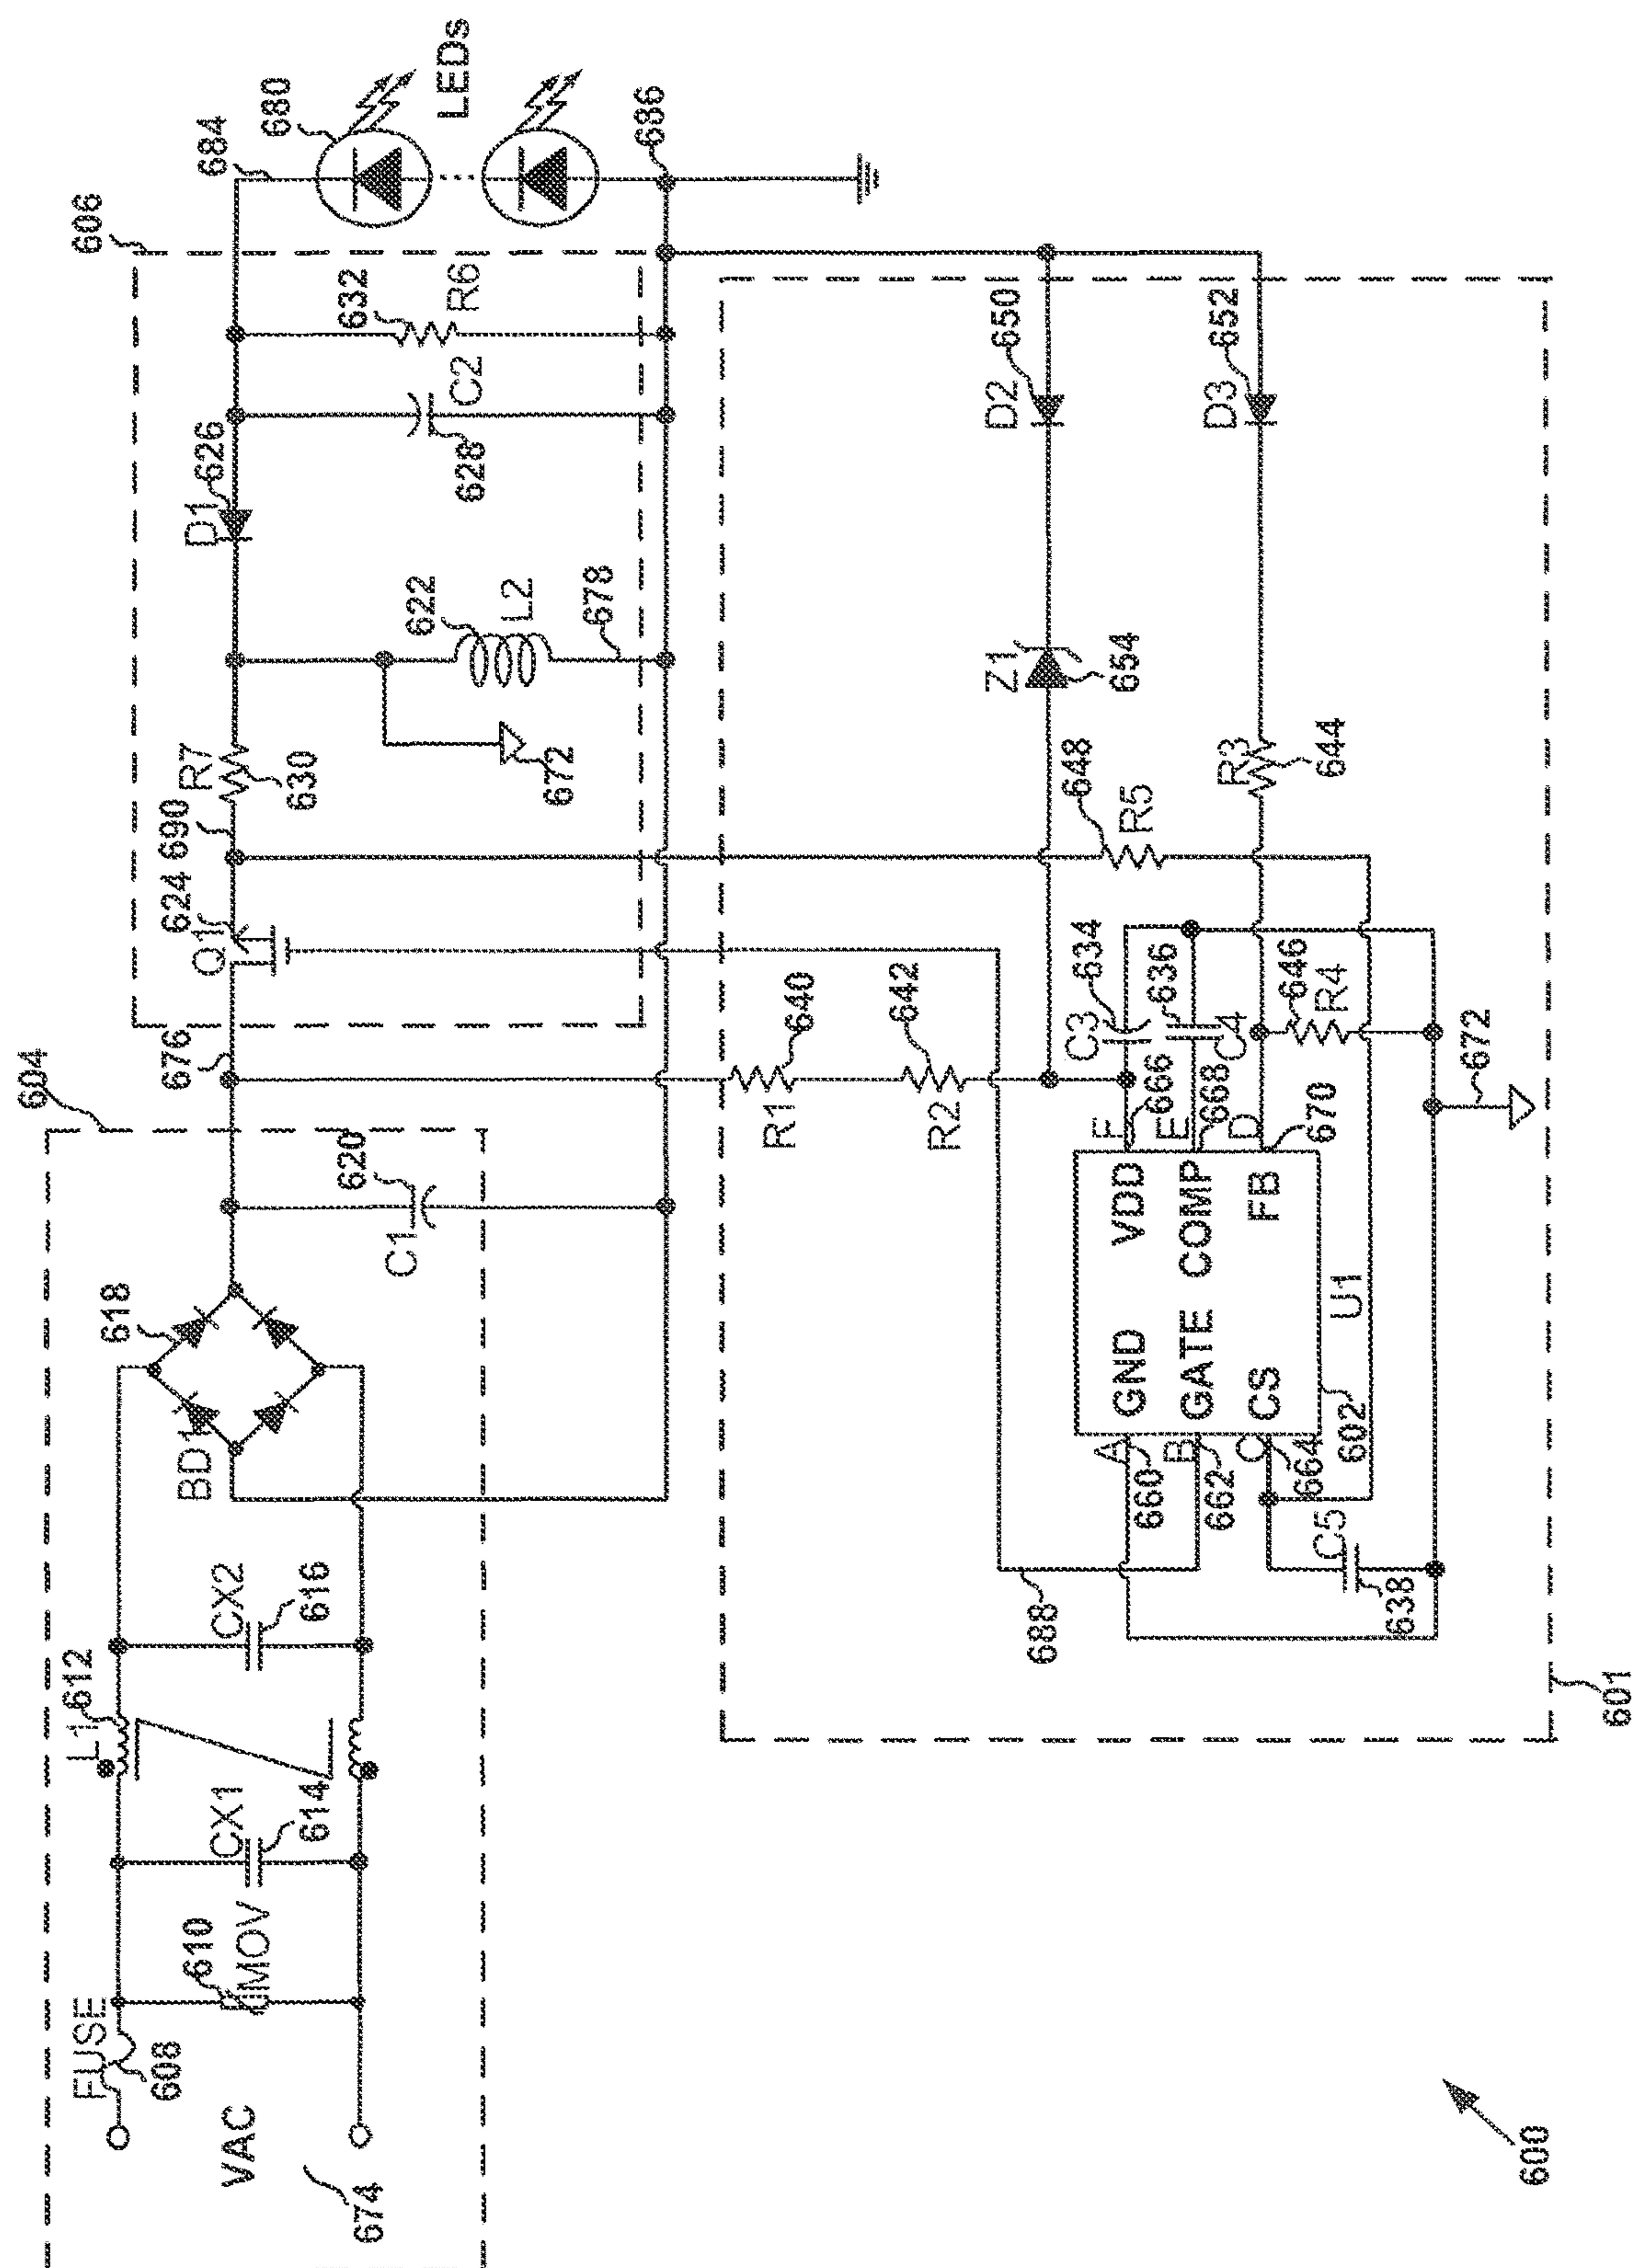 604
FUSE
608
VAC
674
610
MOV
CX1
614
L1
612
CX2
616
BD1
618
C1
620
676
606
Q1
624
690
R7
630
672
622
L2
678
D1
626
628
C2
632
R6
684
680
LEDs
686
R1
640
R2
642
688
Z1
654
D2
650
648
R5
R3
644
D3
652
C3
634
636
C4
646
R4
672
F
666
E
668
D
670
GND VDD
GATE COMP
CS FB
U1
602
A
660
B
662
C
664
C5
638
601
600